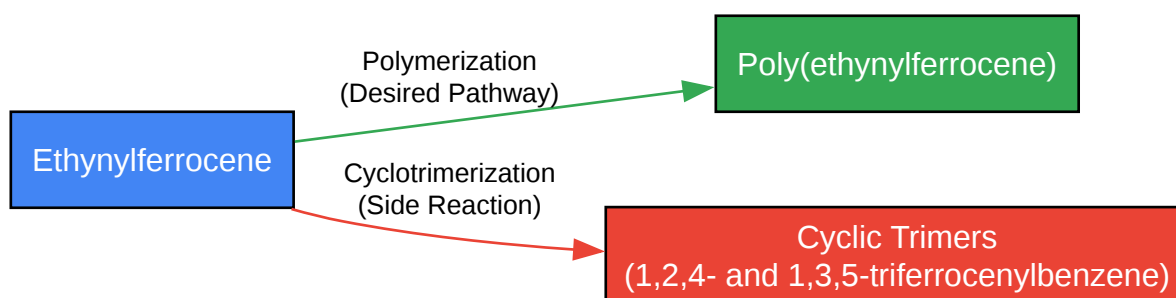 Ethynylferrocene
Polymerization
(Desired Pathway)
Poly(ethynylferrocene)
Cyclotrimerization
(Side Reaction)
Cyclic Trimers
(1,2,4- and 1,3,5-triferrocenylbenzene)